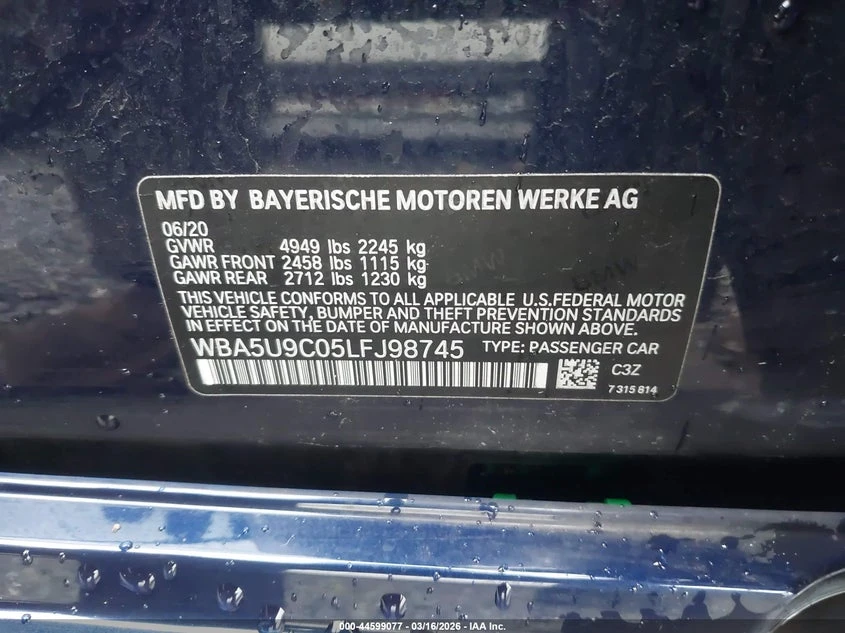 MFD BY BAYERISCHE MOTOREN WERKE AG
06/20
GVWR 4949 lbs 2245 kg
GAWR FRONT 2458 lbs 1115 kg
GAWR REAR 2712 lbs 1230 kg
THIS VEHICLE CONFORMS TO ALL APPLICABLE U.S.FEDERAL MOTOR
VEHICLE SAFETY, BUMPER AND THEFT PREVENTION STANDARDS
IN EFFECT ON THE DATE OF MANUFACTURE SHOWN ABOVE.
WBA5U9C05LFJ98745 TYPE: PASSENGER CAR
C3Z
7 315 814
000-44599077 - 03/16/2026 - IAA Inc.